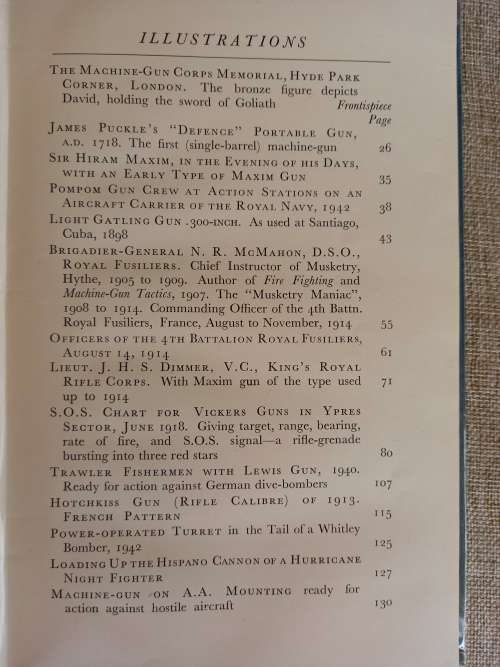 ILLUSTRATIONS
THE MACHINE-GUN CORPS MEMORIAL, HYDE PARK
CORNER, LONDON. The bronze figure depicts
David, holding the sword of Goliath Frontispiece
Page
JAMES PUCKLE'S "DEFENCE" PORTABLE GUN,
A.D. 1718. The first (single-barrel) machine-gun 26
SIR HIRAM MAXIM, IN THE EVENING OF HIS DAYS,
WITH AN EARLY TYPE OF MAXIM GUN 35
POMPOM GUN CREW AT ACTION STATIONS ON AN
AIRCRAFT CARRIER OF THE ROYAL NAVY, 1942 38
LIGHT GATLING GUN .300-INCH. As used at Santiago,
Cuba, 1898 43
BRIGADIER-GENERAL N. R. MCMAHON, D.S.O.,
ROYAL FUSILIERS. Chief Instructor of Musketry,
Hythe, 1905 to 1909. Author of Fire Fighting and
Machine-Gun Tactics, 1907. The "Musketry Maniac",
1908 to 1914. Commanding Officer of the 4th Battn.
Royal Fusiliers, France, August to November, 1914 55
OFFICERS OF THE 4TH BATTALION ROYAL FUSILIERS,
AUGUST 14, 1914 61
LIEUT. J. H. S. DIMMER, V.C., KING'S ROYAL
RIFLE CORPS. With Maxim gun of the type used 71
up to 1914
S.O.S. CHART FOR VICKERS GUNS IN YPRES
SECTOR, JUNE 1918. Giving target, range, bearing,
rate of fire, and S.O.S. signal—a rifle-grenade
bursting into three red stars 80
TRAWLER FISHERMEN WITH LEWIS GUN, 1940.
Ready for action against German dive-bombers 107
HOTCHKISS GUN (RIFLE CALIBRE) OF 1913.
FRENCH PATTERN 115
POWER-OPERATED TURRET in the Tail of a Whitley
Bomber, 1942 125
LOADING UP THE HISPANO CANNON OF A HURRICANE
NIGHT FIGHTER 127
MACHINE-GUN ON A.A. MOUNTING ready for
action against hostile aircraft 130